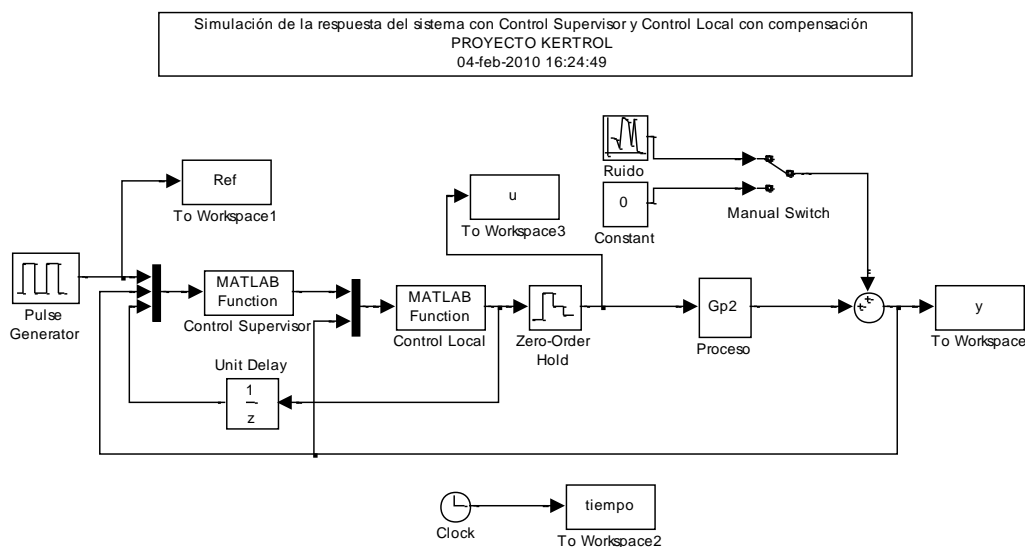 Simulación de la respuesta del sistema con Control Supervisor y Control Local con compensación
PROYECTO KERTROL
04-feb-2010 16:24:49
Ruido
Ref
To Workspace1
u
To Workspace3
0
Constant
Manual Switch
Pulse
Generator
MATLAB
Function
Control Supervisor
MATLAB
Function
Control Local
Zero-Order
Hold
Gp2
Proceso
y
To Workspace
Unit Delay
1
z
Clock
tiempo
To Workspace2